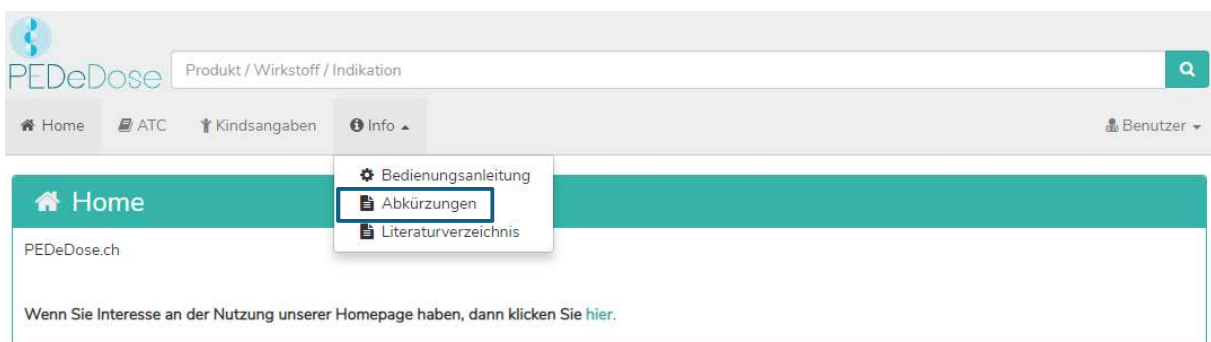 PEDeDose
Produkt / Wirkstoff / Indikation
Home ATC Kindsangaben Info Benutzer
Bedienungsanleitung
Abkürzungen
Literaturverzeichnis
Home
PEDeDose.ch
Wenn Sie Interesse an der Nutzung unserer Homepage haben, dann klicken Sie hier.